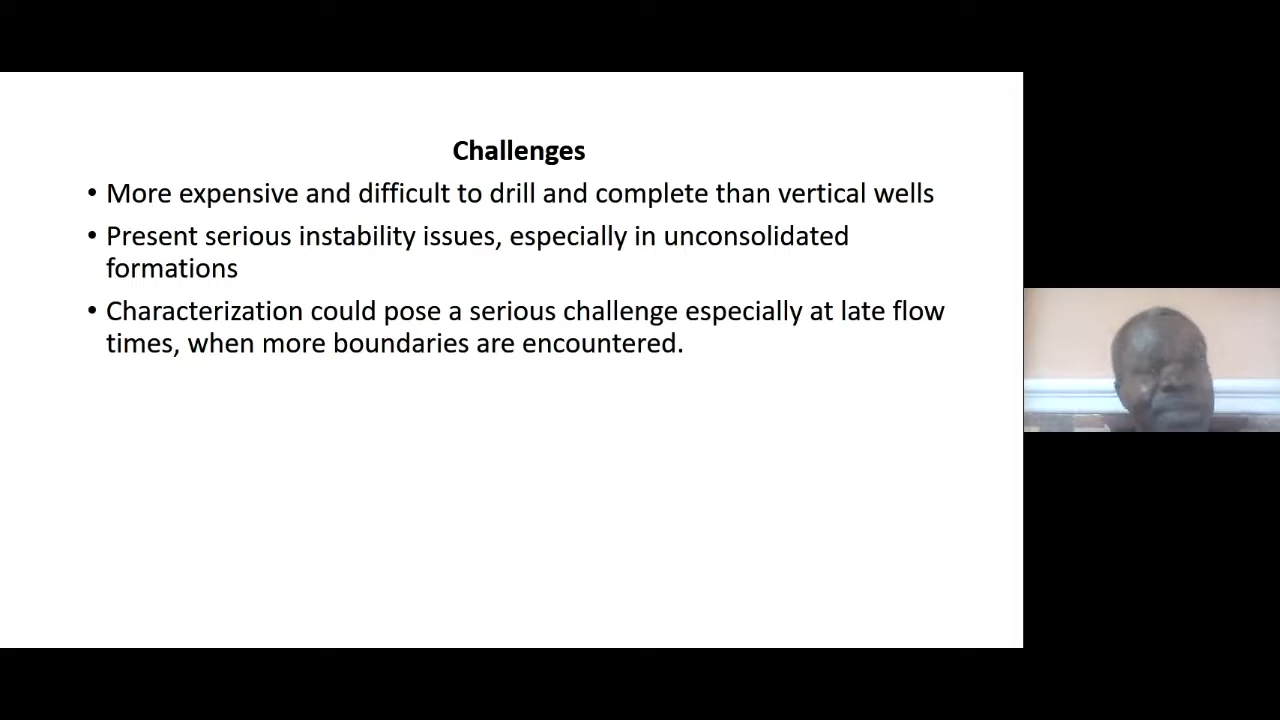 Challenges
• More expensive and difficult to drill and complete than vertical wells
• Present serious instability issues, especially in unconsolidated
formations
• Characterization could pose a serious challenge especially at late flow
times, when more boundaries are encountered.